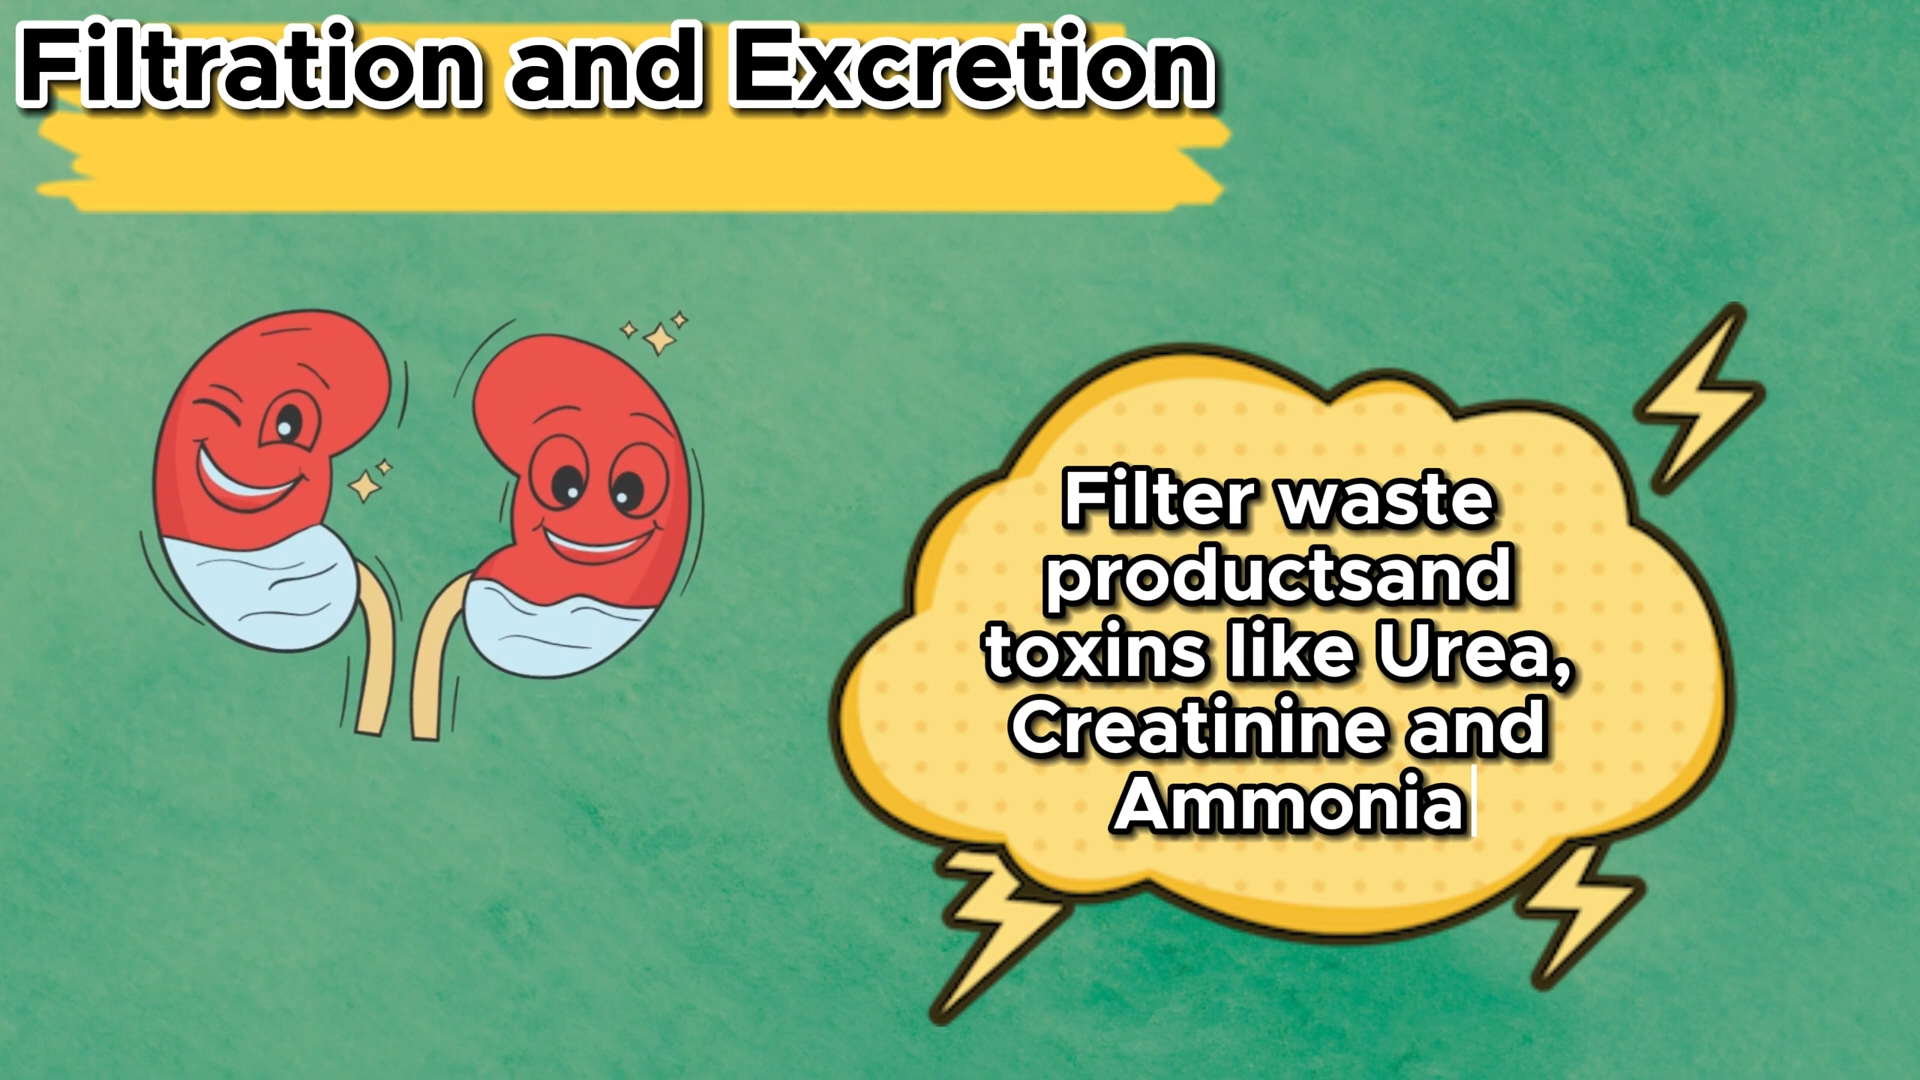 Filtration and Excretion
Filter waste
productsand
toxins like Urea,
Creatinine and
Ammonia